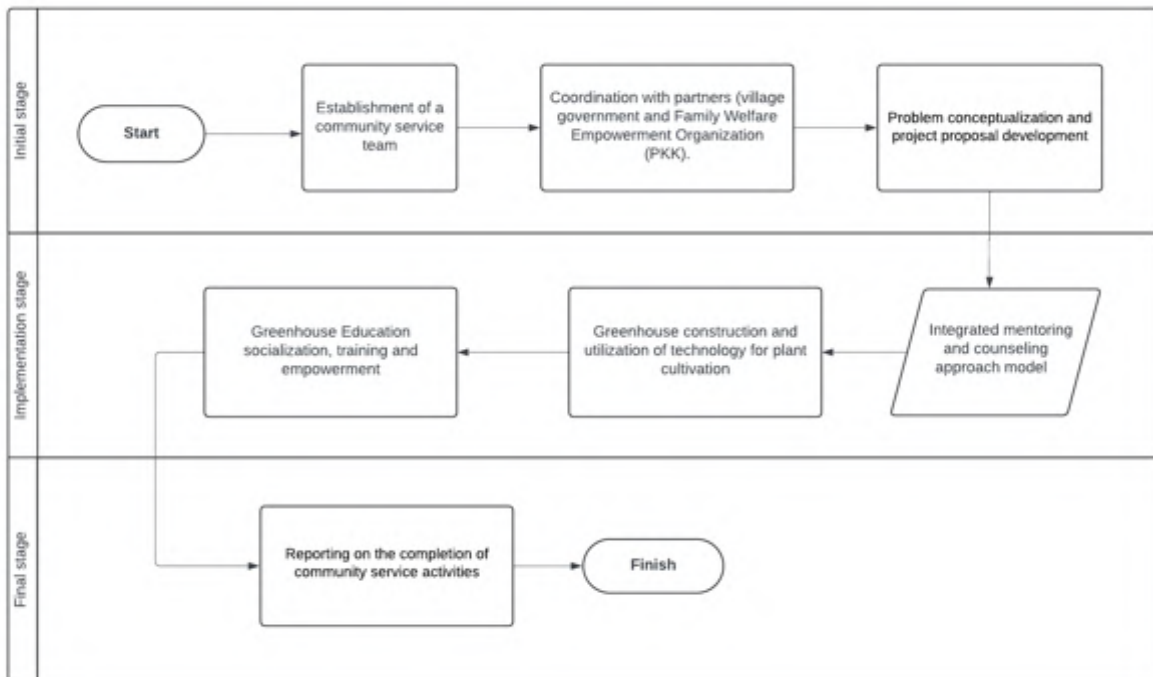 Initial stage
Start
Establishment of a
community service
team
Coordination with partners (village
government and Family Welfare
Empowerment Organization
(PKK).
Problem conceptualization and
project proposal development
Implementation stage
Integrated mentoring
and counseling
approach model
Greenhouse construction and
utilization of technology for plant
cultivation
Greenhouse Education
socialization, training and
empowerment
Final stage
Reporting on the completion of
community service activities
Finish